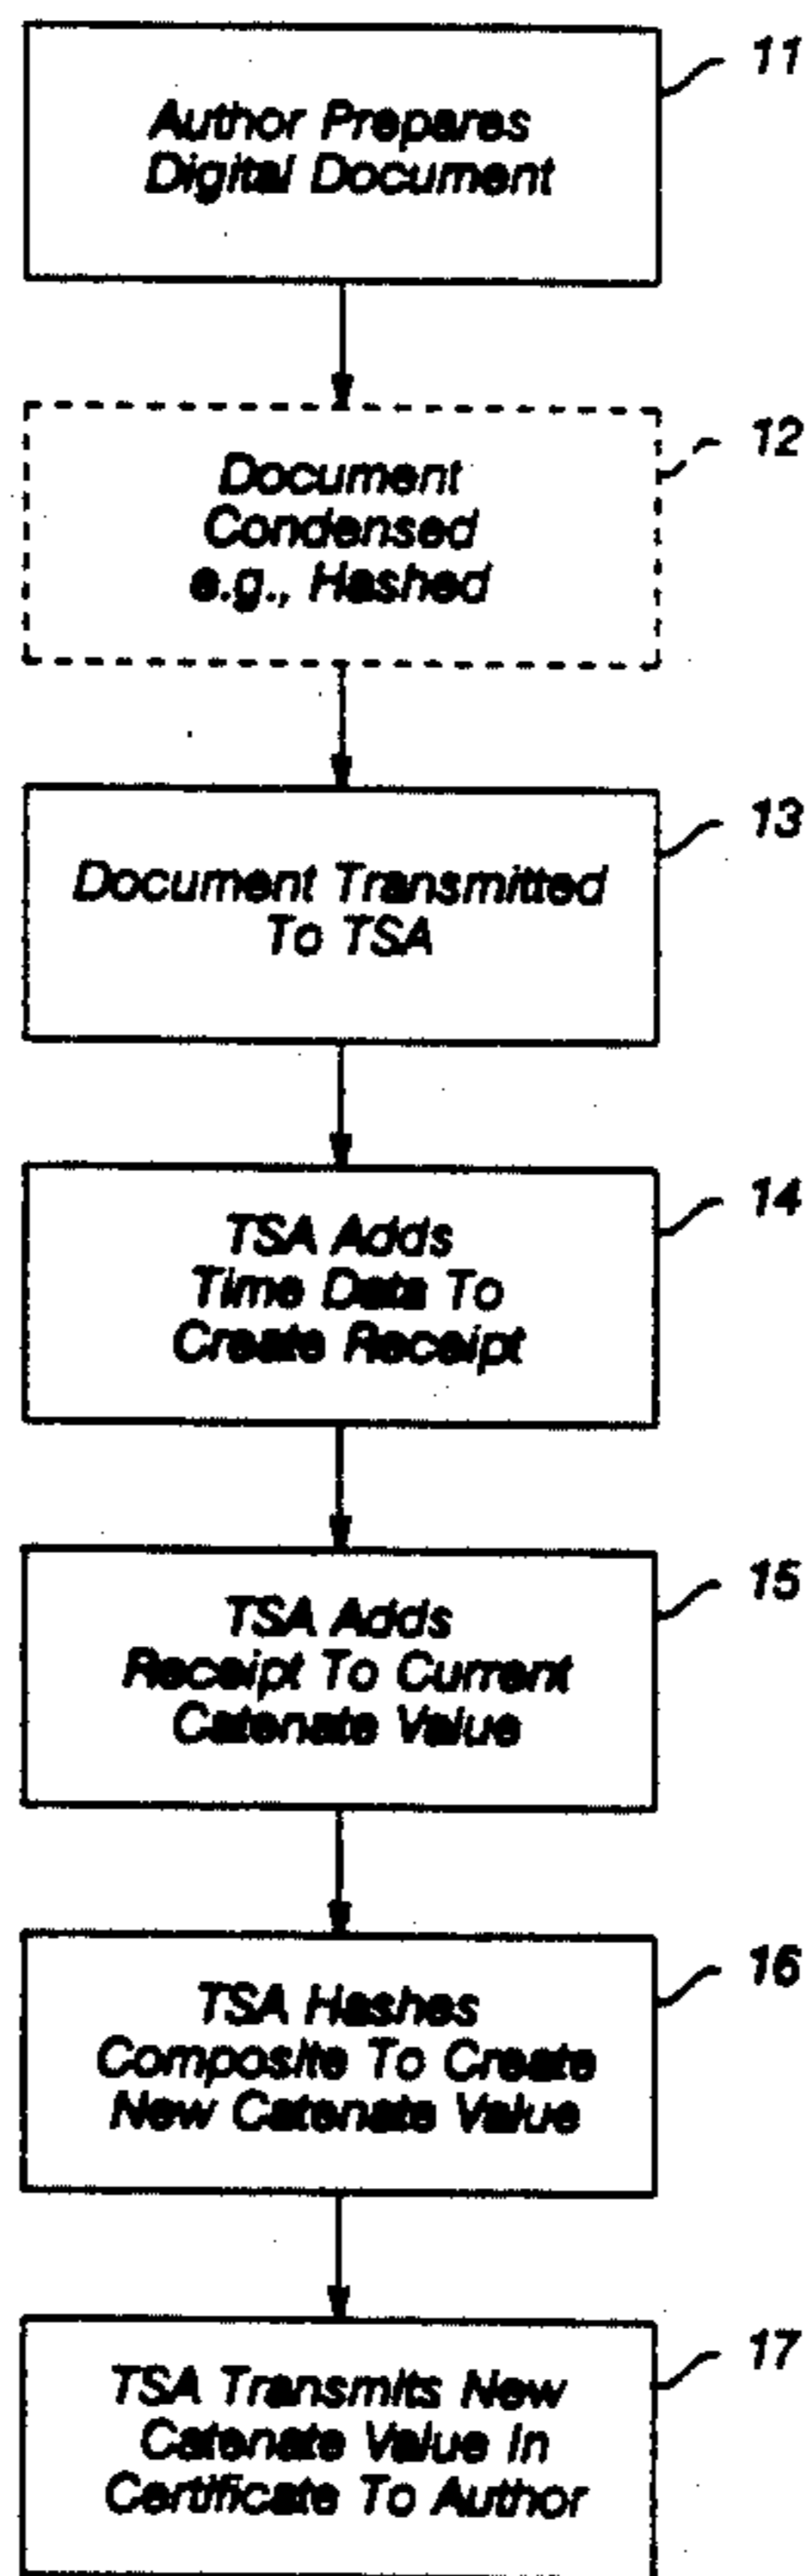 11
Author Prepares
Digital Document
12
Document
Condensed
e.g., Hashed
13
Document Transmitted
To TSA
14
TSA Adds
Time Data To
Create Receipt
15
TSA Adds
Receipt To Current
Catenate Value
16
TSA Hashes
Composite To Create
New Catenate Value
17
TSA Transmits New
Catenate Value In
Certificate To Author